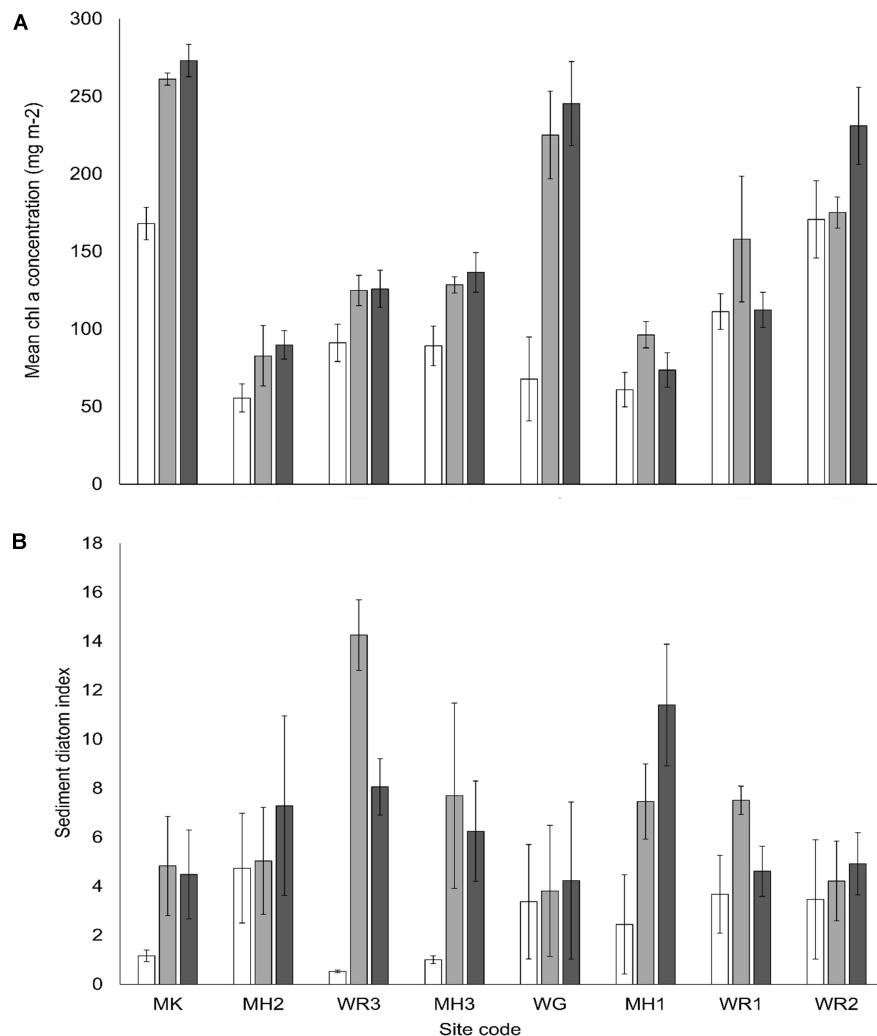 A
Mean chl a concentration (mg m-2)
300
250
200
150
100
50
0
B
Sediment diatom index
18
16
14
12
10
8
6
4
2
0
MK MH2 WR3 MH3 WG MH1 WR1 WR2
Site code